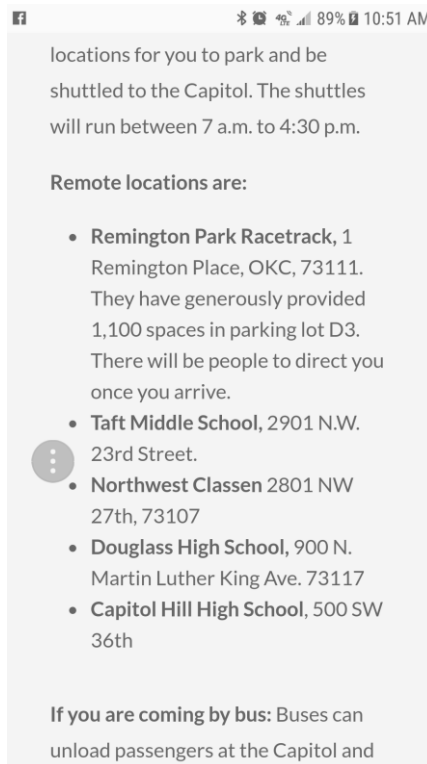 89% 10:51 AM
locations for you to park and be
shuttled to the Capitol. The shuttles
will run between 7 a.m. to 4:30 p.m.
Remote locations are:
• Remington Park Racetrack, 1
Remington Place, OKC, 73111.
They have generously provided
1,100 spaces in parking lot D3.
There will be people to direct you
once you arrive.
• Taft Middle School, 2901 N.W.
23rd Street.
• Northwest Classen 2801 NW
27th, 73107
• Douglass High School, 900 N.
Martin Luther King Ave. 73117
• Capitol Hill High School, 500 SW
36th
If you are coming by bus: Buses can
unload passengers at the Capitol and